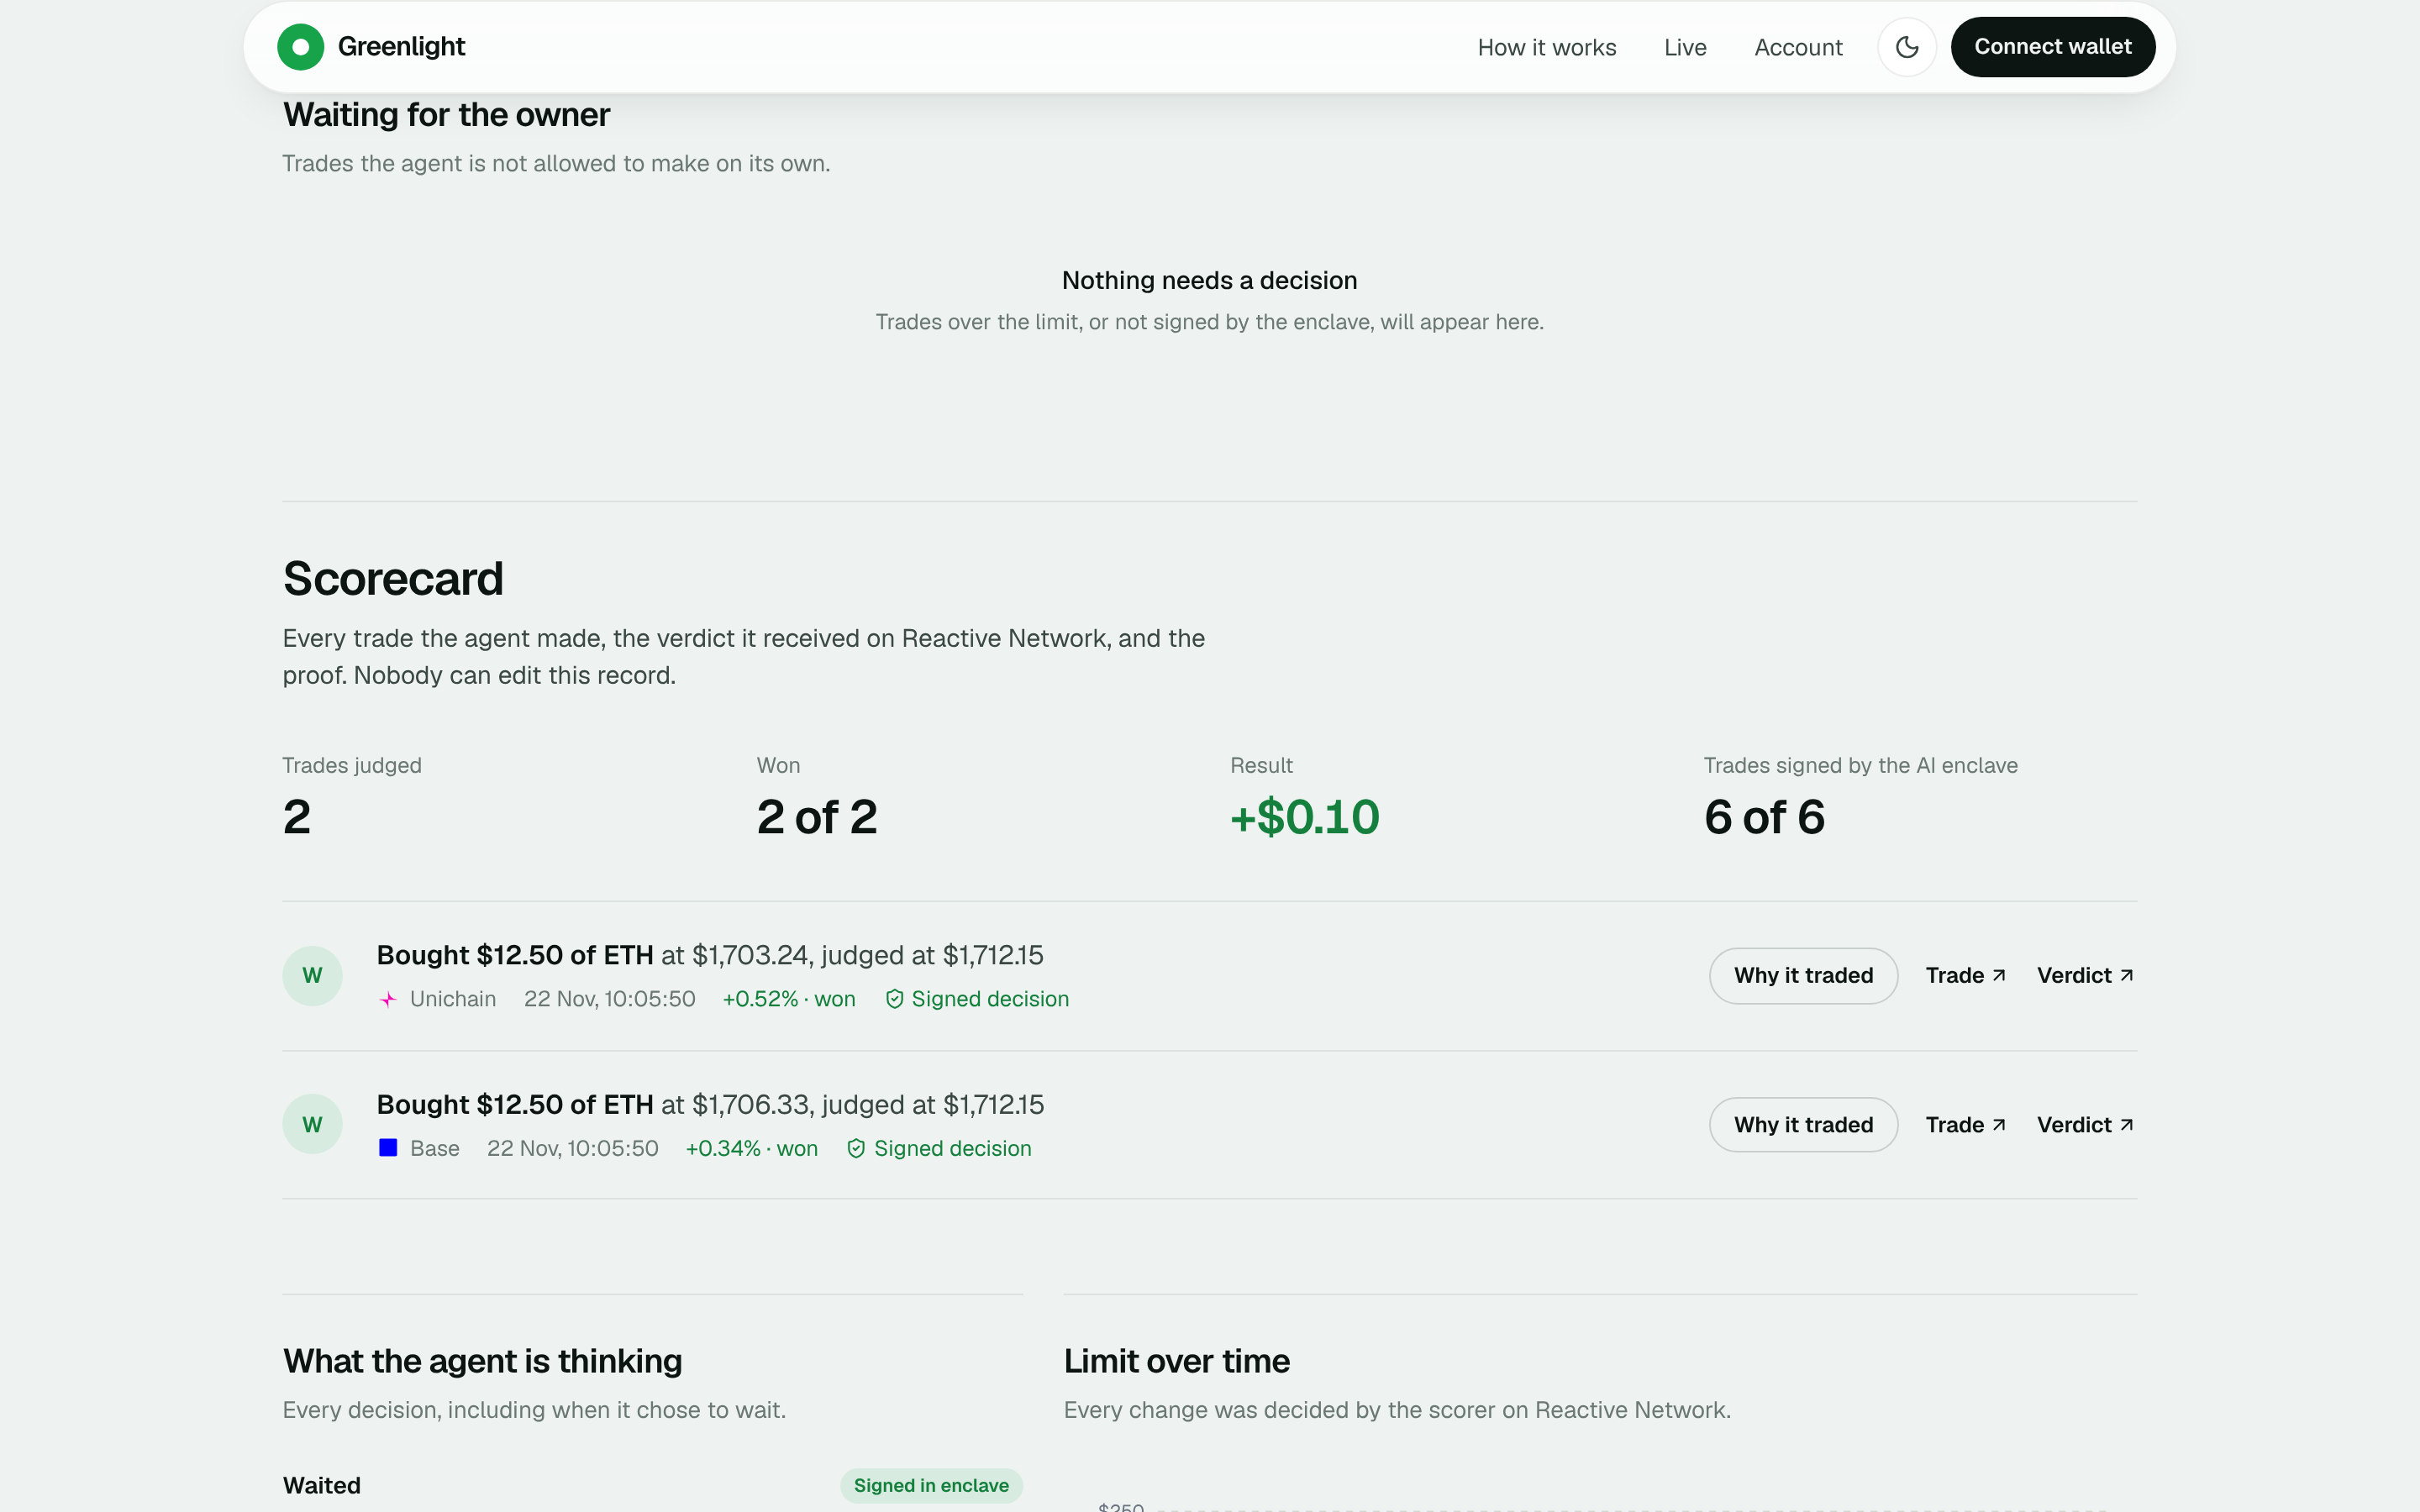 Greenlight
How it works
Live
Account
Connect wallet
Waiting for the owner
Trades the agent is not allowed to make on its own.
Nothing needs a decision
Trades over the limit, or not signed by the enclave, will appear here.
Scorecard
Every trade the agent made, the verdict it received on Reactive Network, and the
proof. Nobody can edit this record.
Trades judged
2
Won
2 of 2
Result
+$0.10
Trades signed by the AI enclave
6 of 6
W
Bought $12.50 of ETH at $1,703.24, judged at $1,712.15
Unichain 22 Nov, 10:05:50 +0.52% · won Signed decision
Why it traded
Trade
Verdict
W
Bought $12.50 of ETH at $1,706.33, judged at $1,712.15
Base 22 Nov, 10:05:50 +0.34% · won Signed decision
Why it traded
Trade
Verdict
What the agent is thinking
Every decision, including when it chose to wait.
Waited
Signed in enclave
Limit over time
Every change was decided by the scorer on Reactive Network.
$250